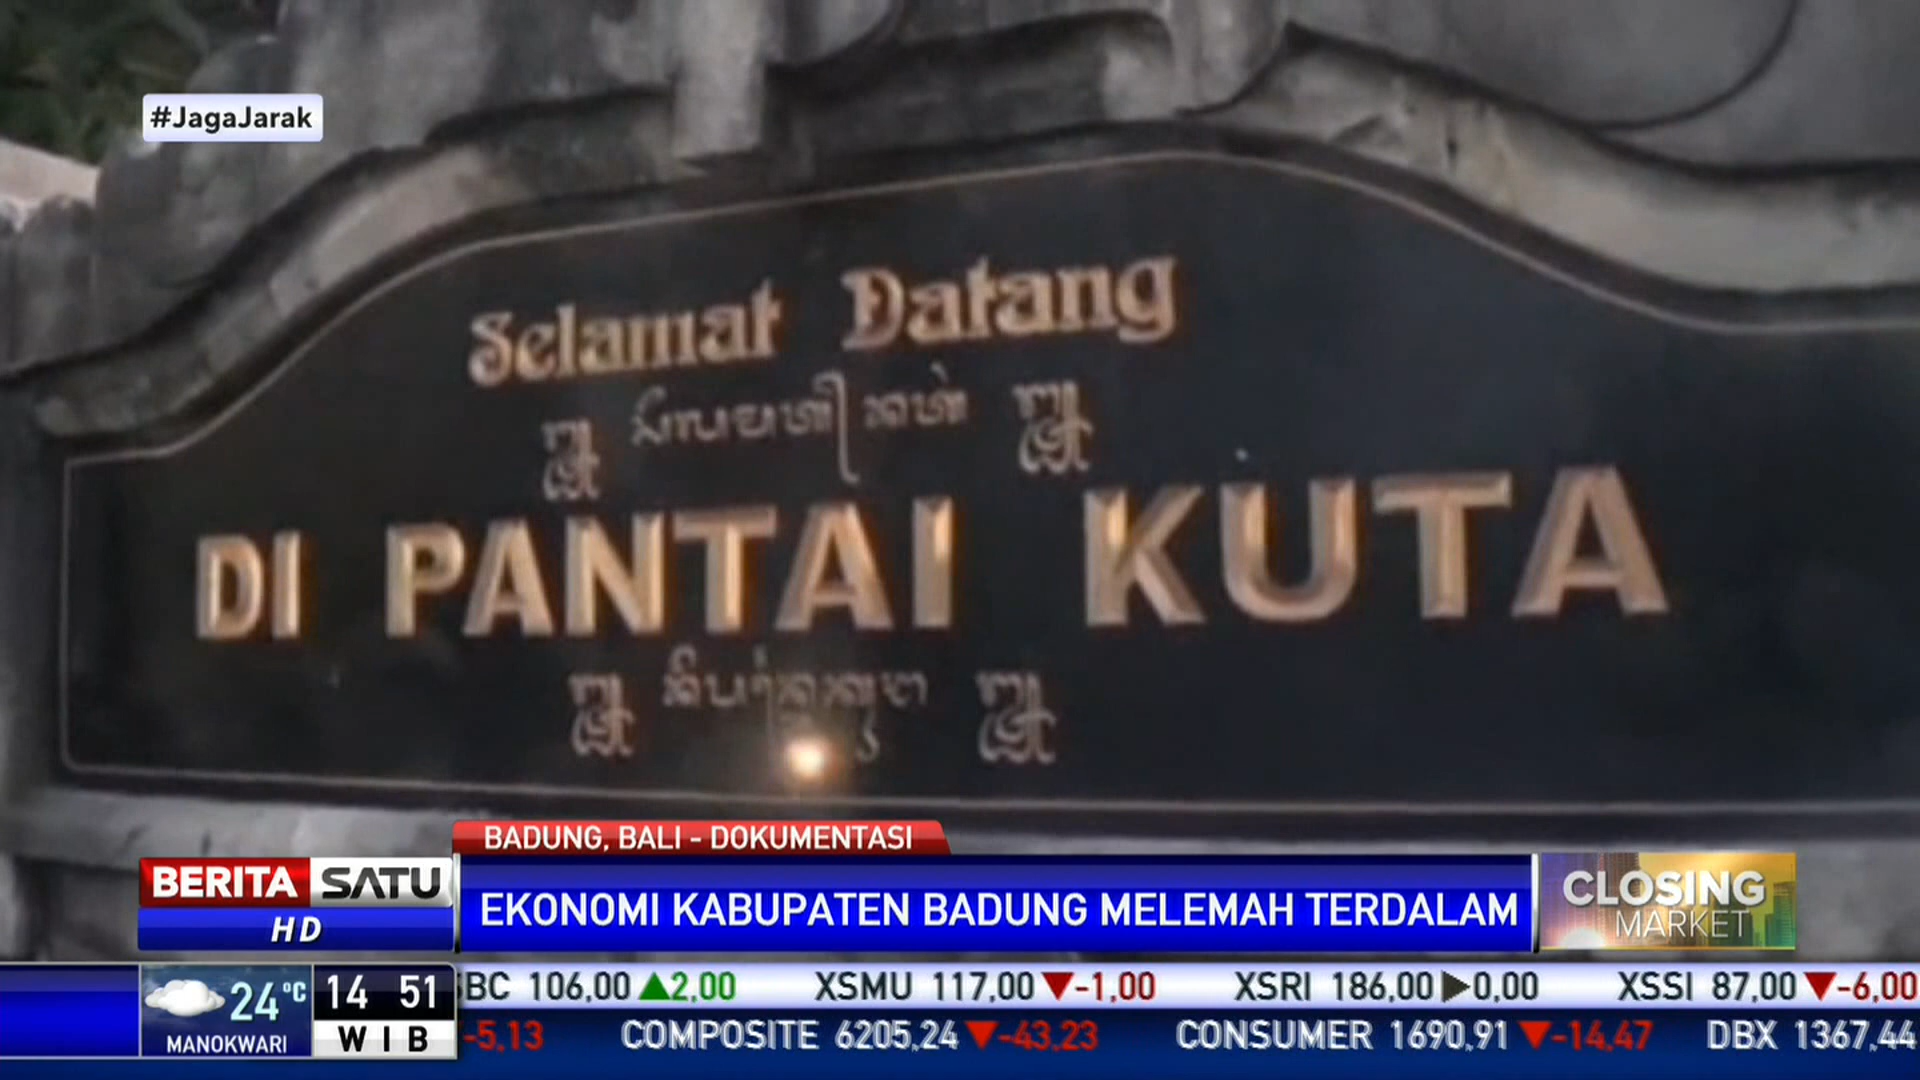 #JagaJarak
Selamat Datang
DI PANTAI KUTA
BADUNG, BALI - DOKUMENTASI
BERITA SATU
HD
EKONOMI KABUPATEN BADUNG MELEMAH TERDALAM
CLOSING
MARKET
24°C
MANOKWARI
14 51
WIB
BC 106,00 ▲2,00 XSMU 117,00 ▼-1,00 XSRI 186,00 ▶0,00 XSSI 87,00 ▼-6,00
-5,13 COMPOSITE 6205,24 ▼-43,23 CONSUMER 1690,91 ▼-14,47 DBX 1367,44